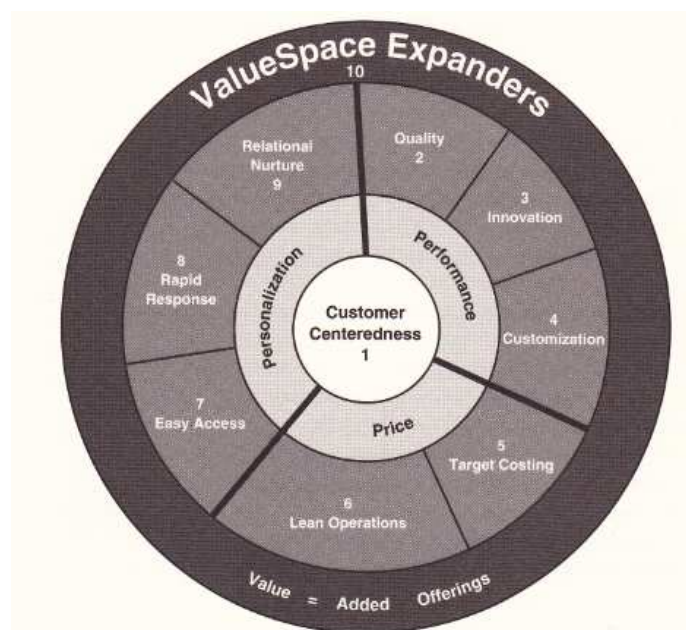 ValueSpace Expanders
10
Quality
2
3
Innovation
4
Customization
5
Target Costing
6
Lean Operations
7
Easy Access
8
Rapid
Response
Relational
Nurture
9
Performance
Price
Personalization
Customer
Centeredness
1
Value = Added Offerings